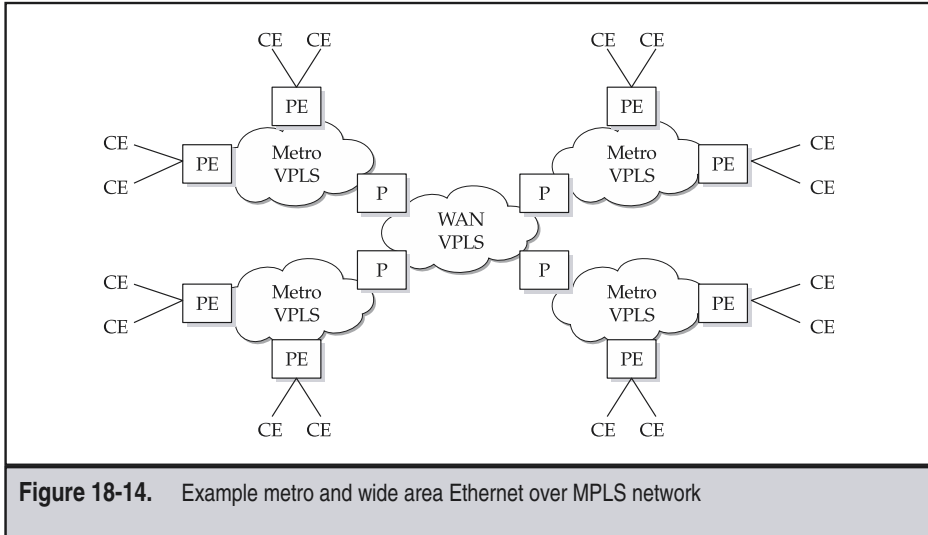 CE CE CE CE
PE PE
CE Metro VPLS Metro VPLS CE
PE PE
CE P P CE
WAN VPLS
P P
CE Metro VPLS Metro VPLS CE
PE PE
CE CE
PE PE
CE CE CE CE
Figure 18-14. Example metro and wide area Ethernet over MPLS network